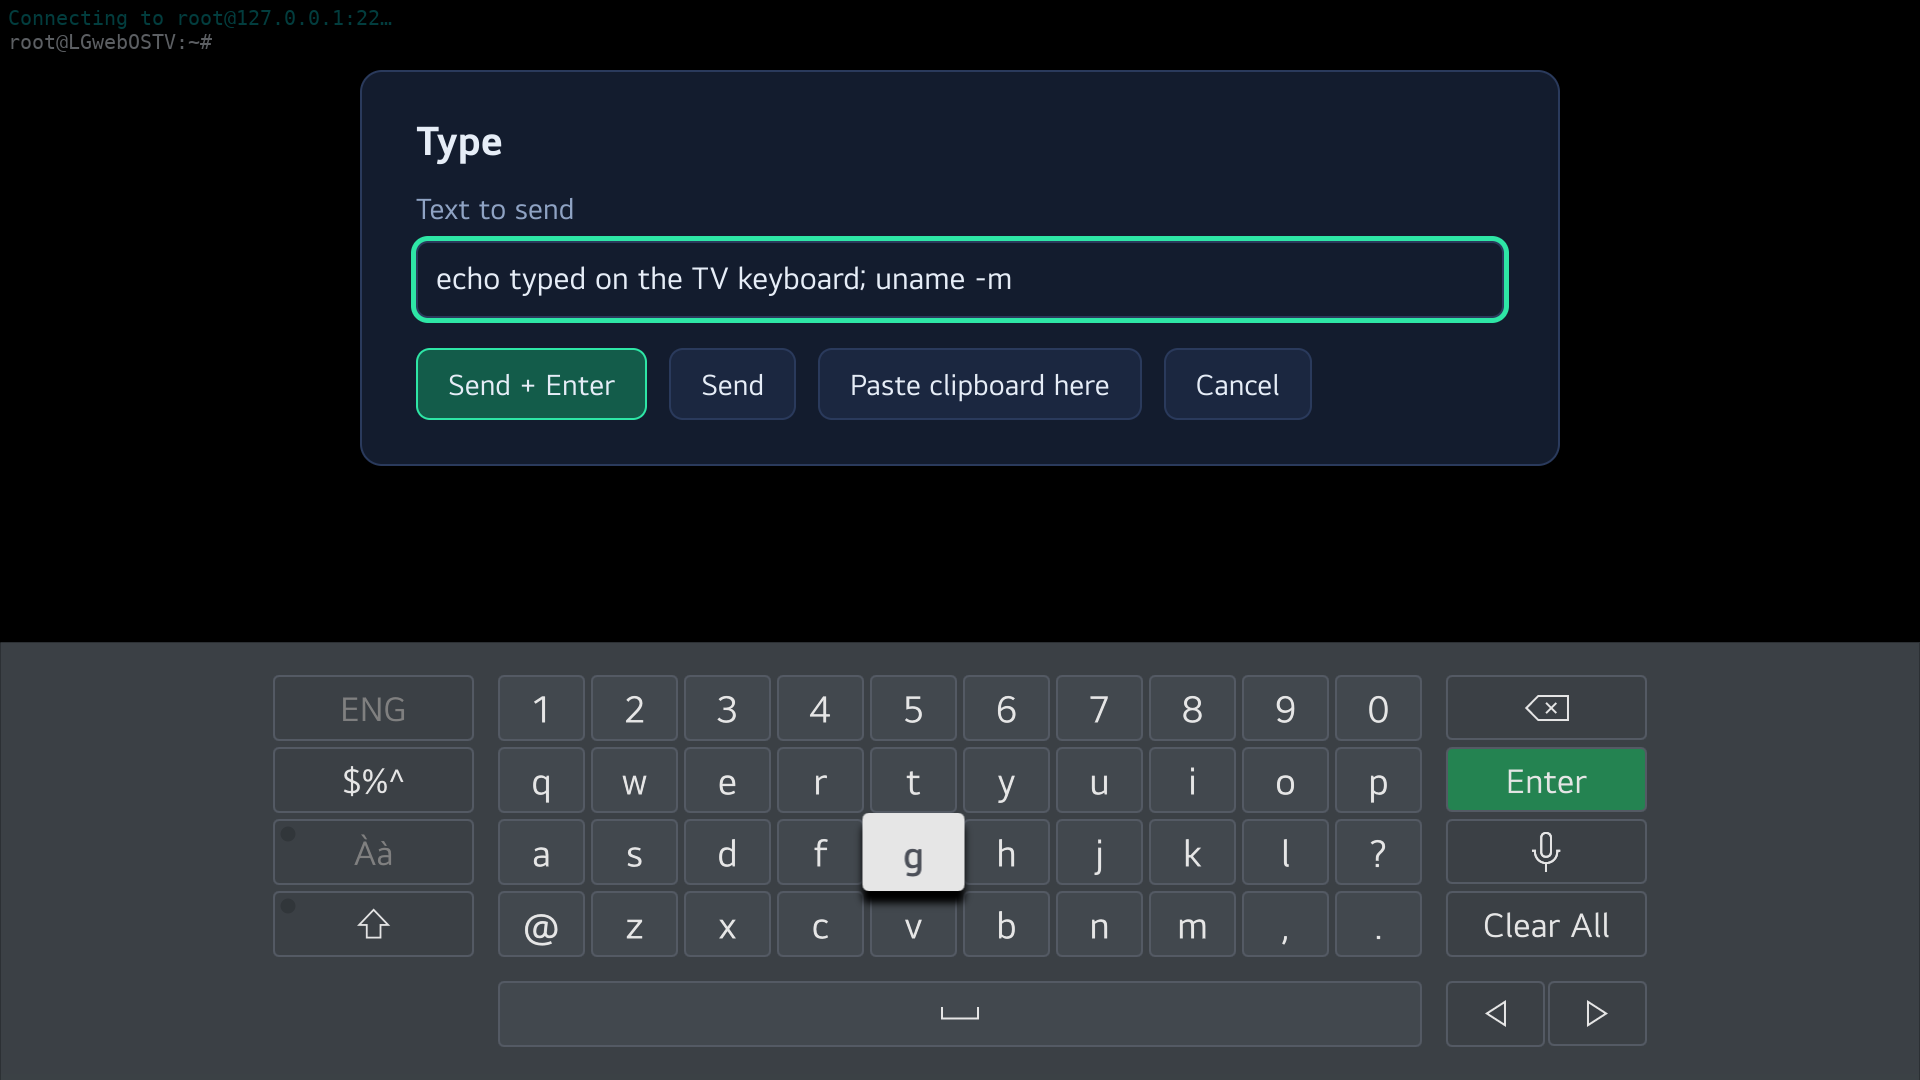 Connecting to root@127.0.0.1:22…
root@LGwebOSTV:~#
Type
Text to send
echo typed on the TV keyboard; uname -m
Send + Enter Send Paste clipboard here Cancel
ENG 1 2 3 4 5 6 7 8 9 0
$%^ q w e r t y u i o p Enter
Àà a s d f g h j k l ?
@ z x c v b n m , . Clear All